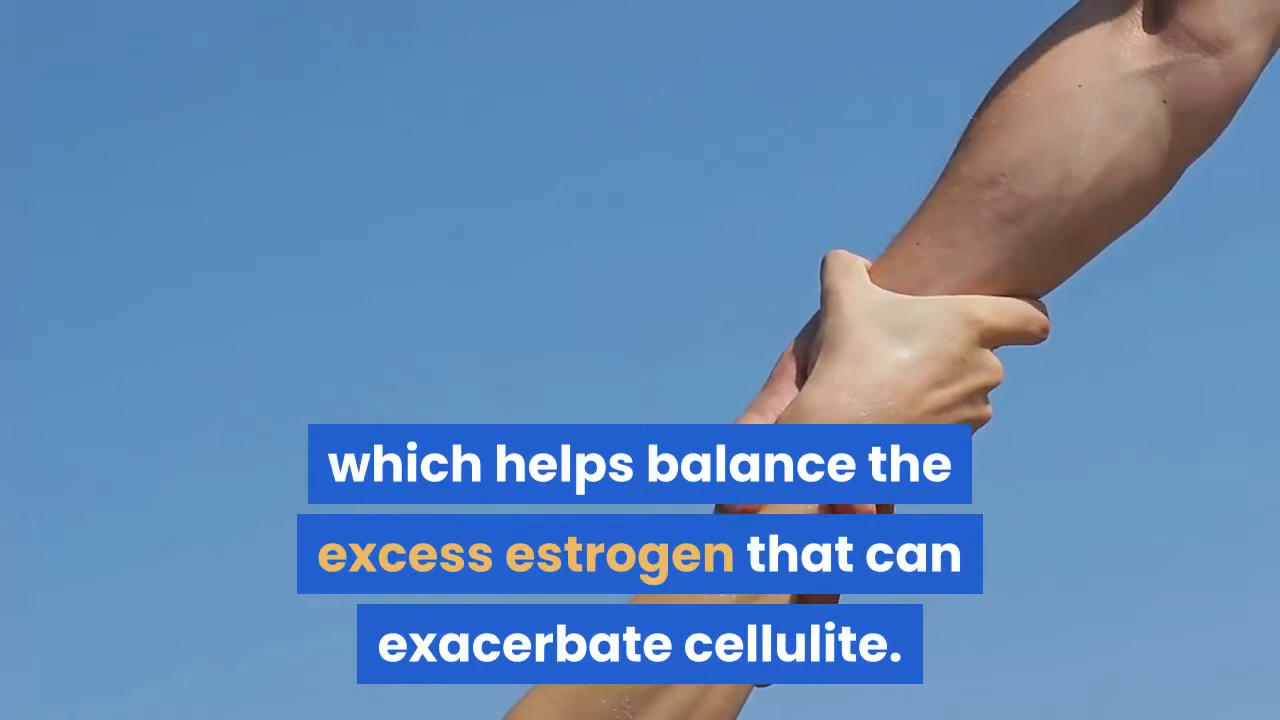 which helps balance the
excess estrogen that can
exacerbate cellulite.